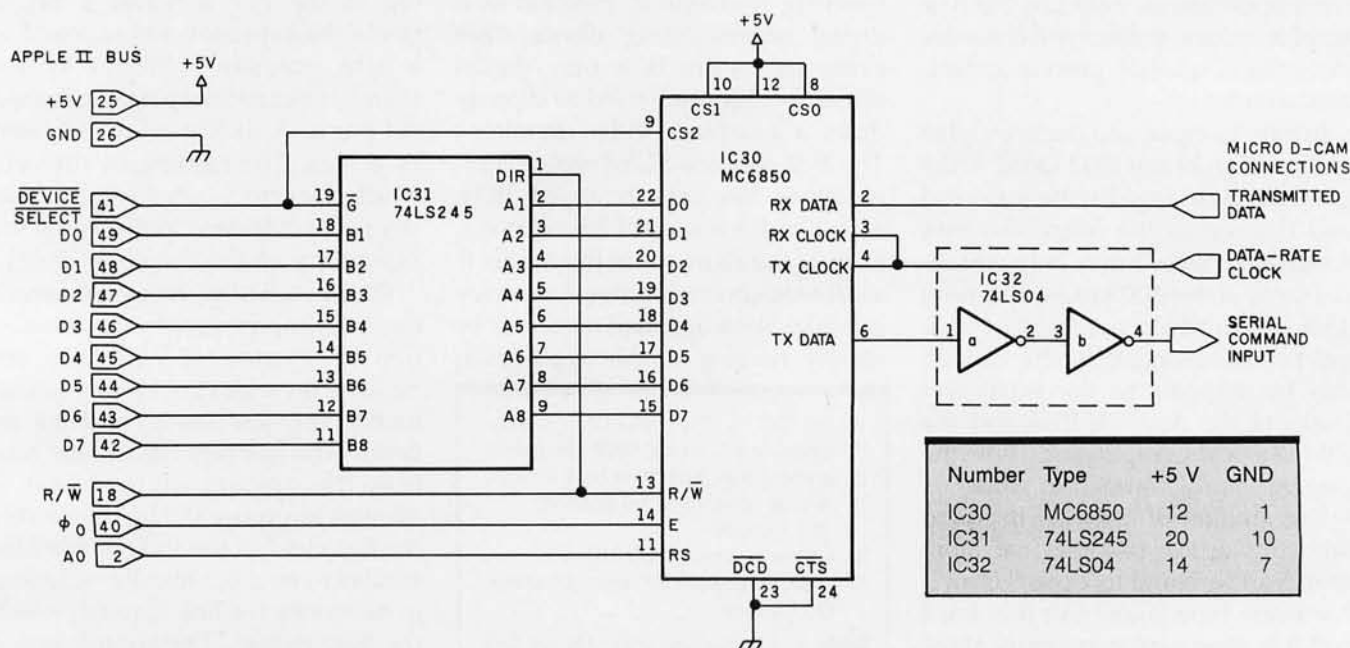 APPLE II BUS
+5V
+5V 25
GND 26
DEVICE
SELECT 41
D0 49
D1 48
D2 47
D3 46
D4 45
D5 44
D6 43
D7 42
R/W̅ 18
ϕ0 40
A0 2
IC31
74LS245
1
DIR
19 G̅
18 B1
17 B2
16 B3
15 B4
14 B5
13 B6
12 B7
11 B8
A1 2
A2 3
A3 4
A4 5
A5 6
A6 7
A7 8
A8 9
+5V
10 12 8
CS1 CS0
9
CS2
IC30
MC6850
22 D0
21 D1
20 D2
19 D3
18 D4
17 D5
16 D6
15 D7
13 R/W̅
14 E
11 RS
RX DATA 2
RX CLOCK 3
TX CLOCK 4
TX DATA 6
DCD CTS
23 24
MICRO D-CAM
CONNECTIONS
TRANSMITTED
DATA
DATA-RATE
CLOCK
IC32
74LS04
1 a 2 3 b 4
SERIAL
COMMAND
INPUT
Number Type +5 V GND
IC30 MC6850 12 1
IC31 74LS245 20 10
IC32 74LS04 14 7